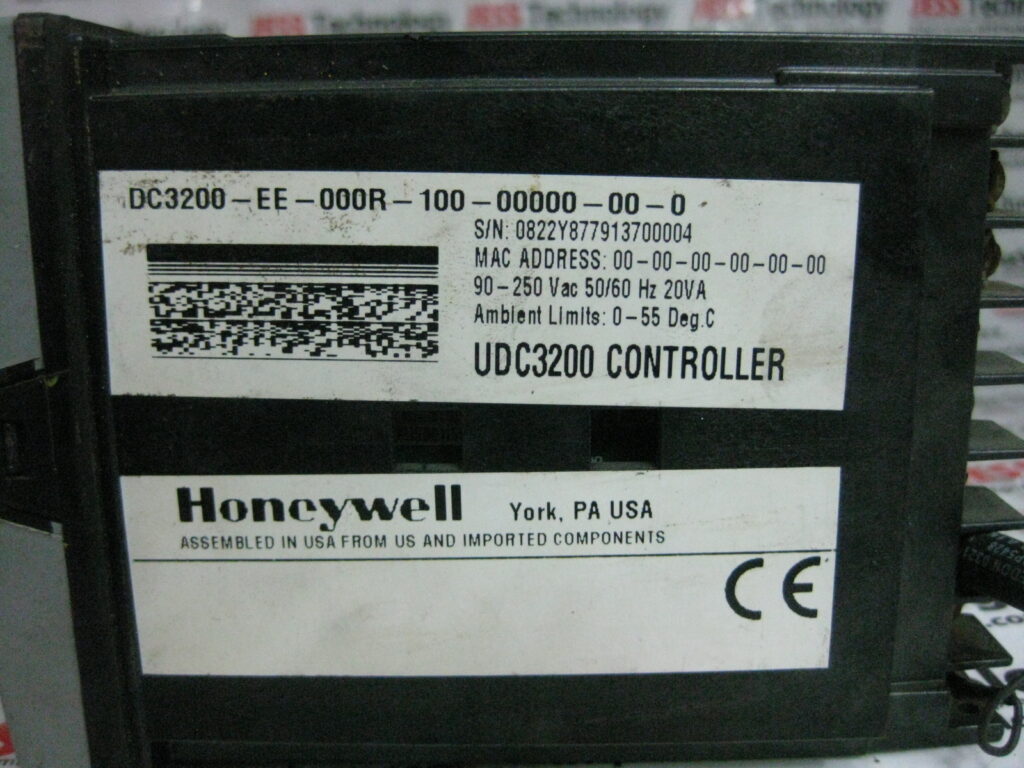 JESS Technology
DC3200-EE-000R-100-00000-00-0
S/N: 0822Y877913700004
MAC ADDRESS: 00-00-00-00-00-00
90-250 Vac 50/60 Hz 20VA
Ambient Limits: 0-55 Deg.C
UDC3200 CONTROLLER
Honeywell York, PA USA
ASSEMBLED IN USA FROM US AND IMPORTED COMPONENTS
CE